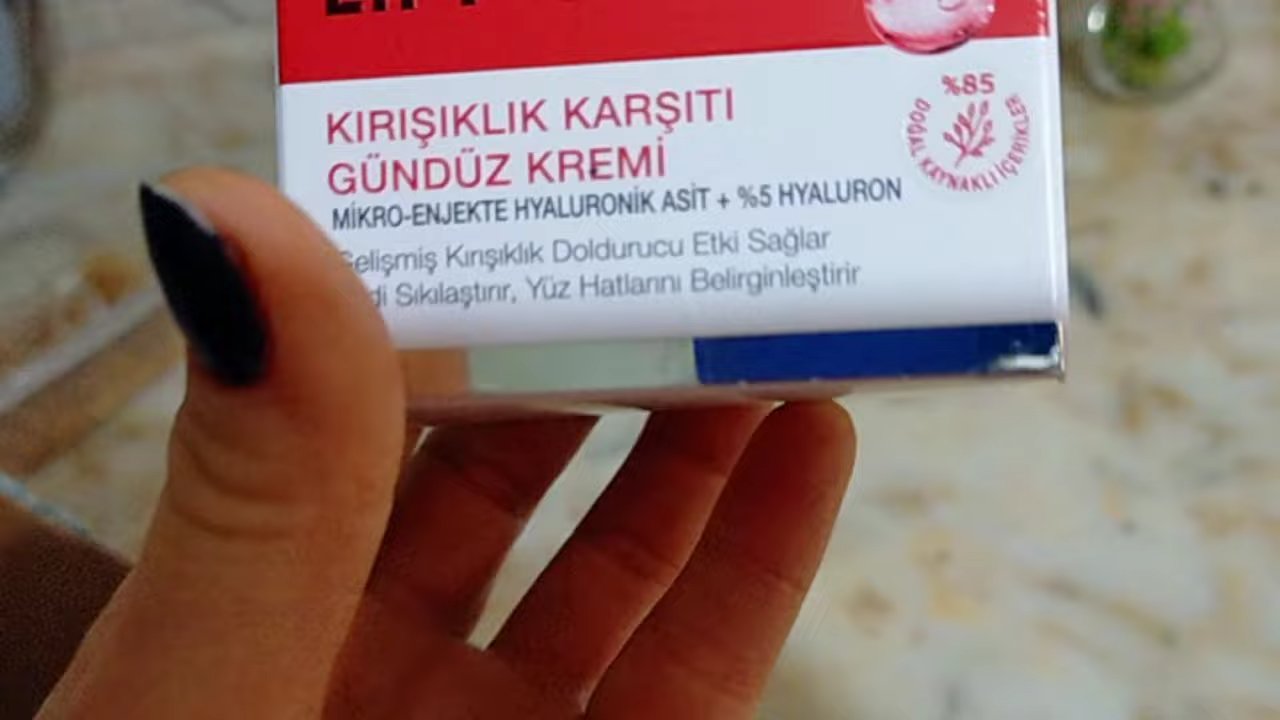 KIRIŞIKLIK KARŞITI
GÜNDÜZ KREMİ
MİKRO-ENJEKTE HYALURONİK ASİT + %5 HYALURON
Gelişmiş Kırışıklık Doldurucu Etki Sağlar
Sıkılaştırır, Yüz Hatlarını Belirginleştirir
%85
DOĞAL KAYNAKLI İÇERİKLER